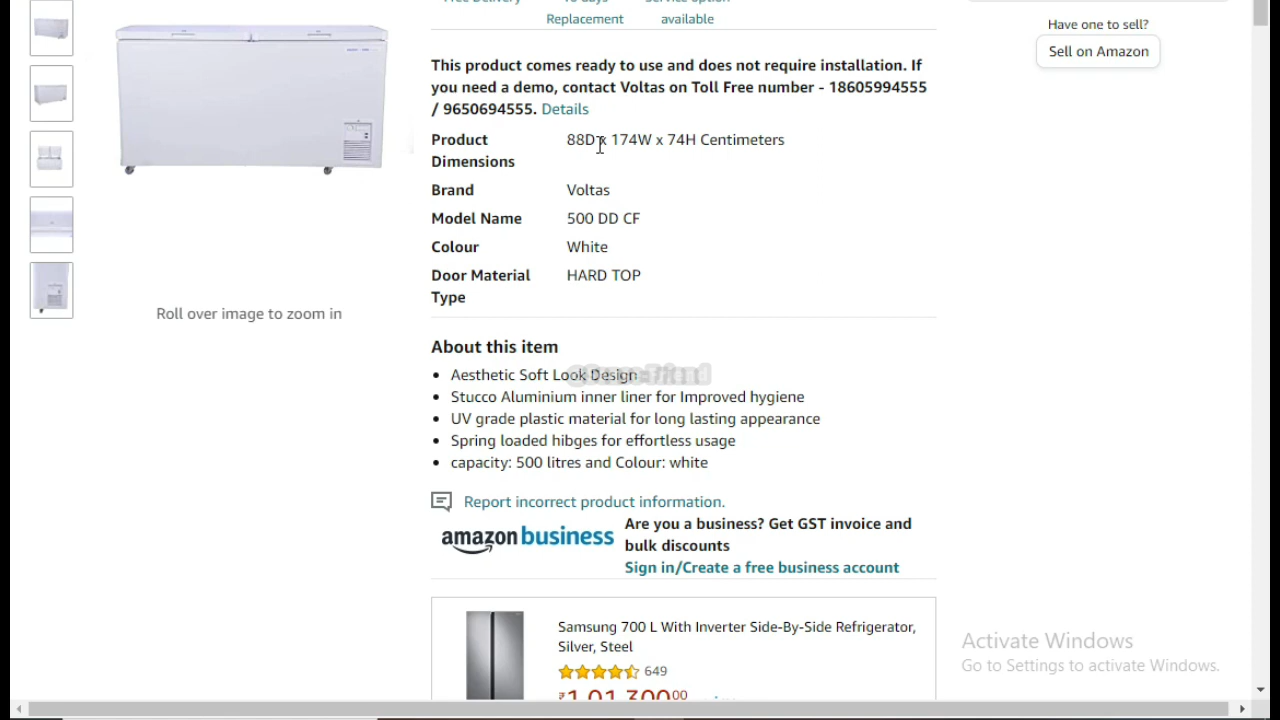 Replacement
available
Have one to sell?
Sell on Amazon
This product comes ready to use and does not require installation. If
you need a demo, contact Voltas on Toll Free number - 18605994555
/ 9650694555. Details
Product
Dimensions
88D x 174W x 74H Centimeters
Brand Voltas
Model Name 500 DD CF
Colour White
Door Material
Type
HARD TOP
Roll over image to zoom in
About this item
Aesthetic Soft Look Design
Stucco Aluminium inner liner for Improved hygiene
UV grade plastic material for long lasting appearance
Spring loaded hibges for effortless usage
capacity: 500 litres and Colour: white
Report incorrect product information.
amazon business
Are you a business? Get GST invoice and
bulk discounts
Sign in/Create a free business account
Samsung 700 L With Inverter Side-By-Side Refrigerator,
Silver, Steel
649
₹1,01,300.00
Activate Windows
Go to Settings to activate Windows.